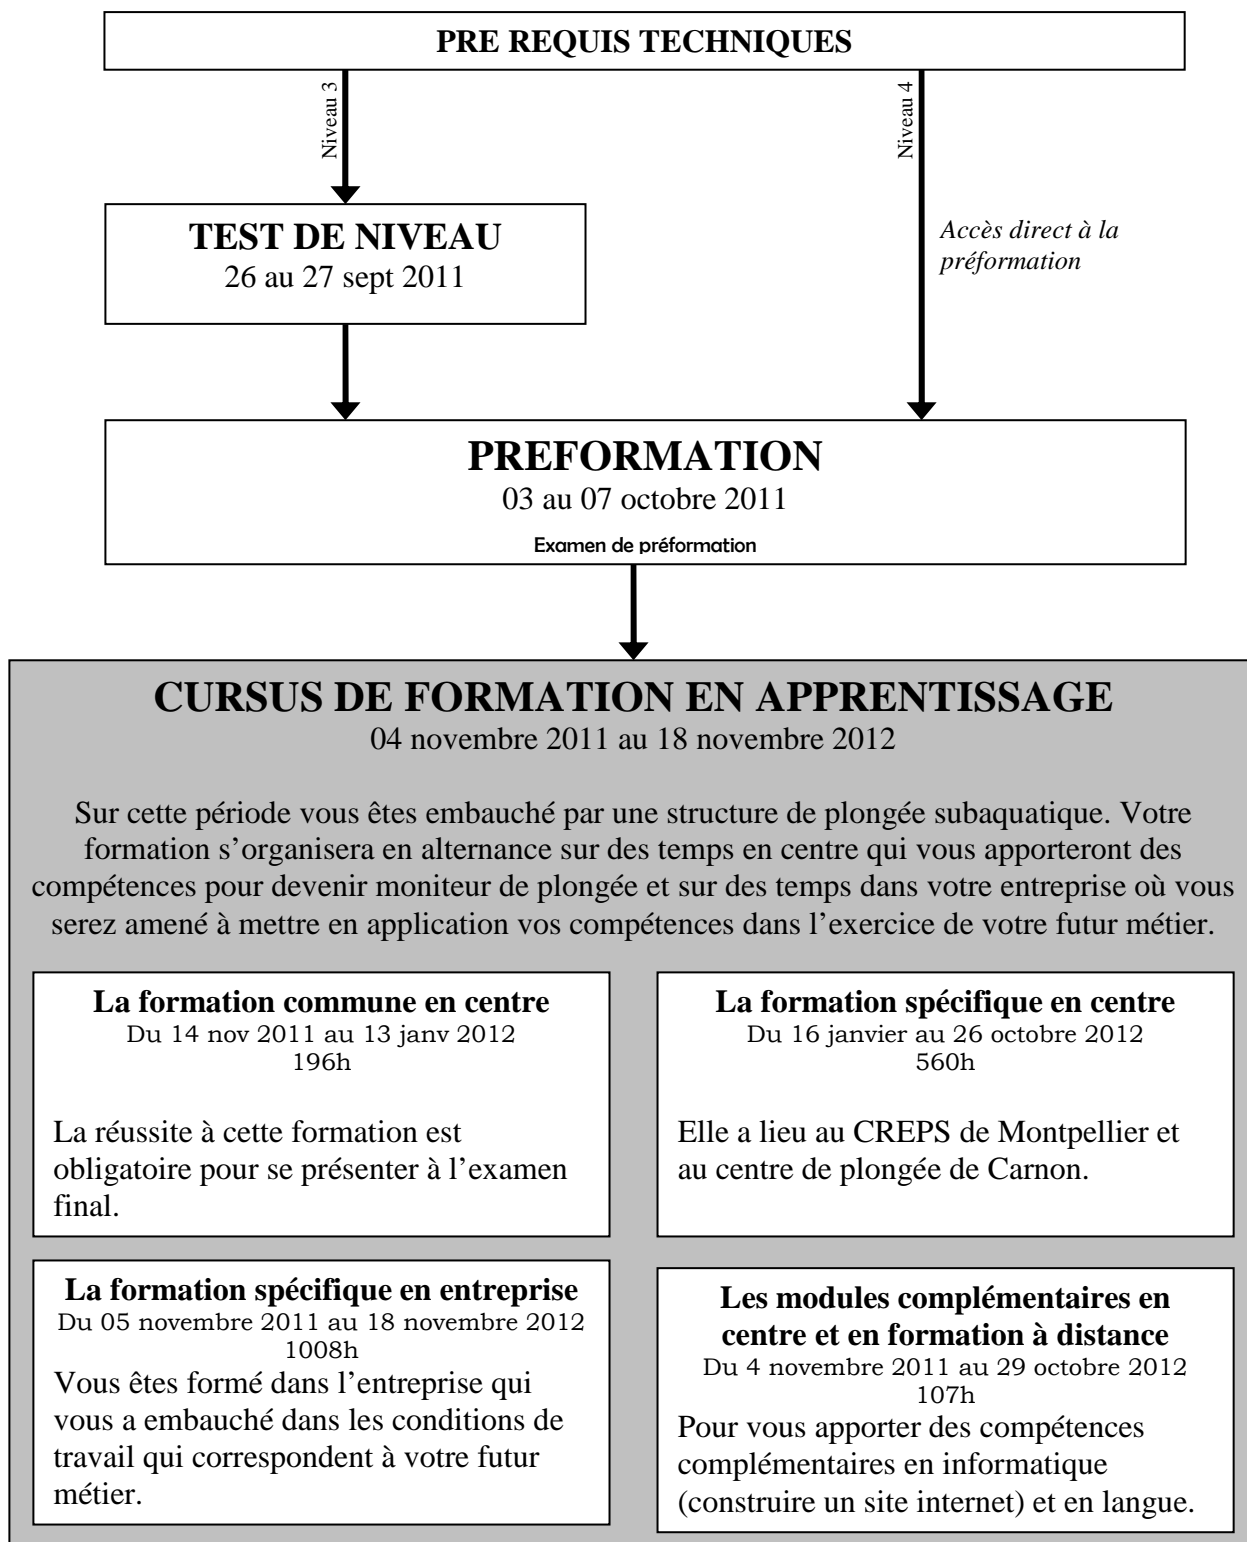 PRE REQUIS TECHNIQUES
Niveau 3
Niveau 4
TEST DE NIVEAU
26 au 27 sept 2011
Accès direct à la
préformation
PREFORMATION
03 au 07 octobre 2011
Examen de préformation
CURSUS DE FORMATION EN APPRENTISSAGE
04 novembre 2011 au 18 novembre 2012
Sur cette période vous êtes embauché par une structure de plongée subaquatique. Votre
formation s’organisera en alternance sur des temps en centre qui vous apporteront des
compétences pour devenir moniteur de plongée et sur des temps dans votre entreprise où vous
serez amené à mettre en application vos compétences dans l’exercice de votre futur métier.
La formation commune en centre
Du 14 nov 2011 au 13 janv 2012
196h
La réussite à cette formation est
obligatoire pour se présenter à l’examen
final.
La formation spécifique en centre
Du 16 janvier au 26 octobre 2012
560h
Elle a lieu au CREPS de Montpellier et
au centre de plongée de Carnon.
La formation spécifique en entreprise
Du 05 novembre 2011 au 18 novembre 2012
1008h
Vous êtes formé dans l’entreprise qui
vous a embauché dans les conditions de
travail qui correspondent à votre futur
métier.
Les modules complémentaires en
centre et en formation à distance
Du 4 novembre 2011 au 29 octobre 2012
107h
Pour vous apporter des compétences
complémentaires en informatique
(construire un site internet) et en langue.